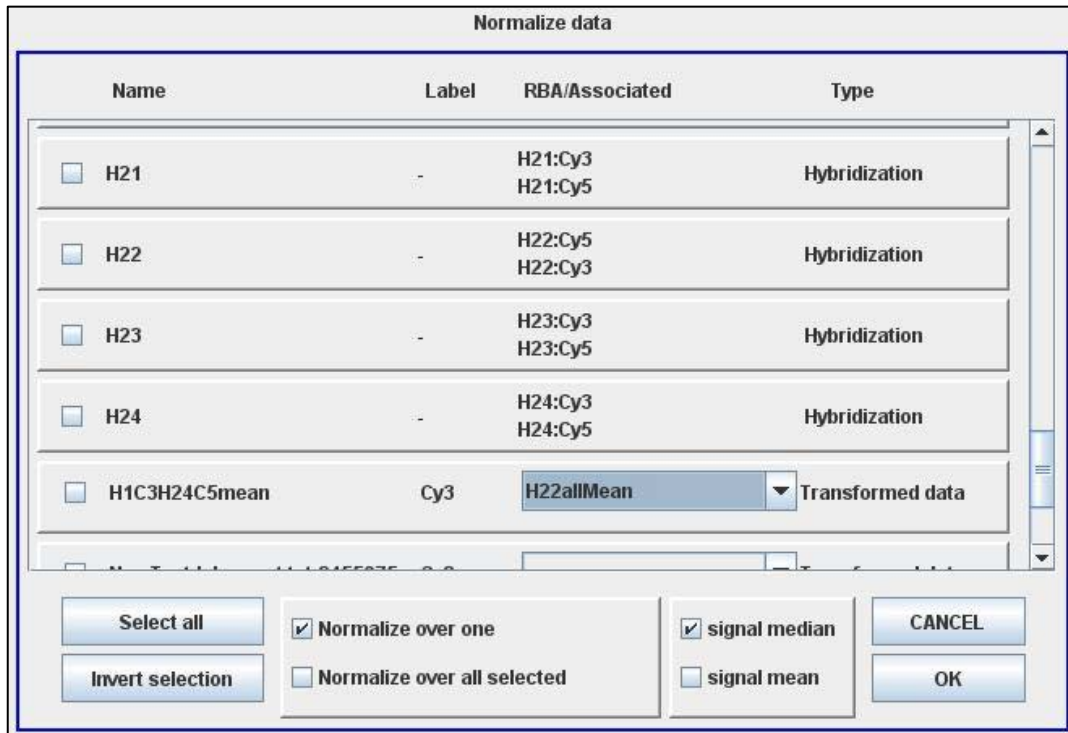 Normalize data
Name Label RBA/Associated Type
H21 - H21:Cy3 Hybridization
H21:Cy5
H22 - H22:Cy5 Hybridization
H22:Cy3
H23 - H23:Cy3 Hybridization
H23:Cy5
H24 - H24:Cy3 Hybridization
H24:Cy5
H1C3H24C5mean Cy3 H22allMean Transformed data
Select all Normalize over one signal median CANCEL
Invert selection Normalize over all selected signal mean OK